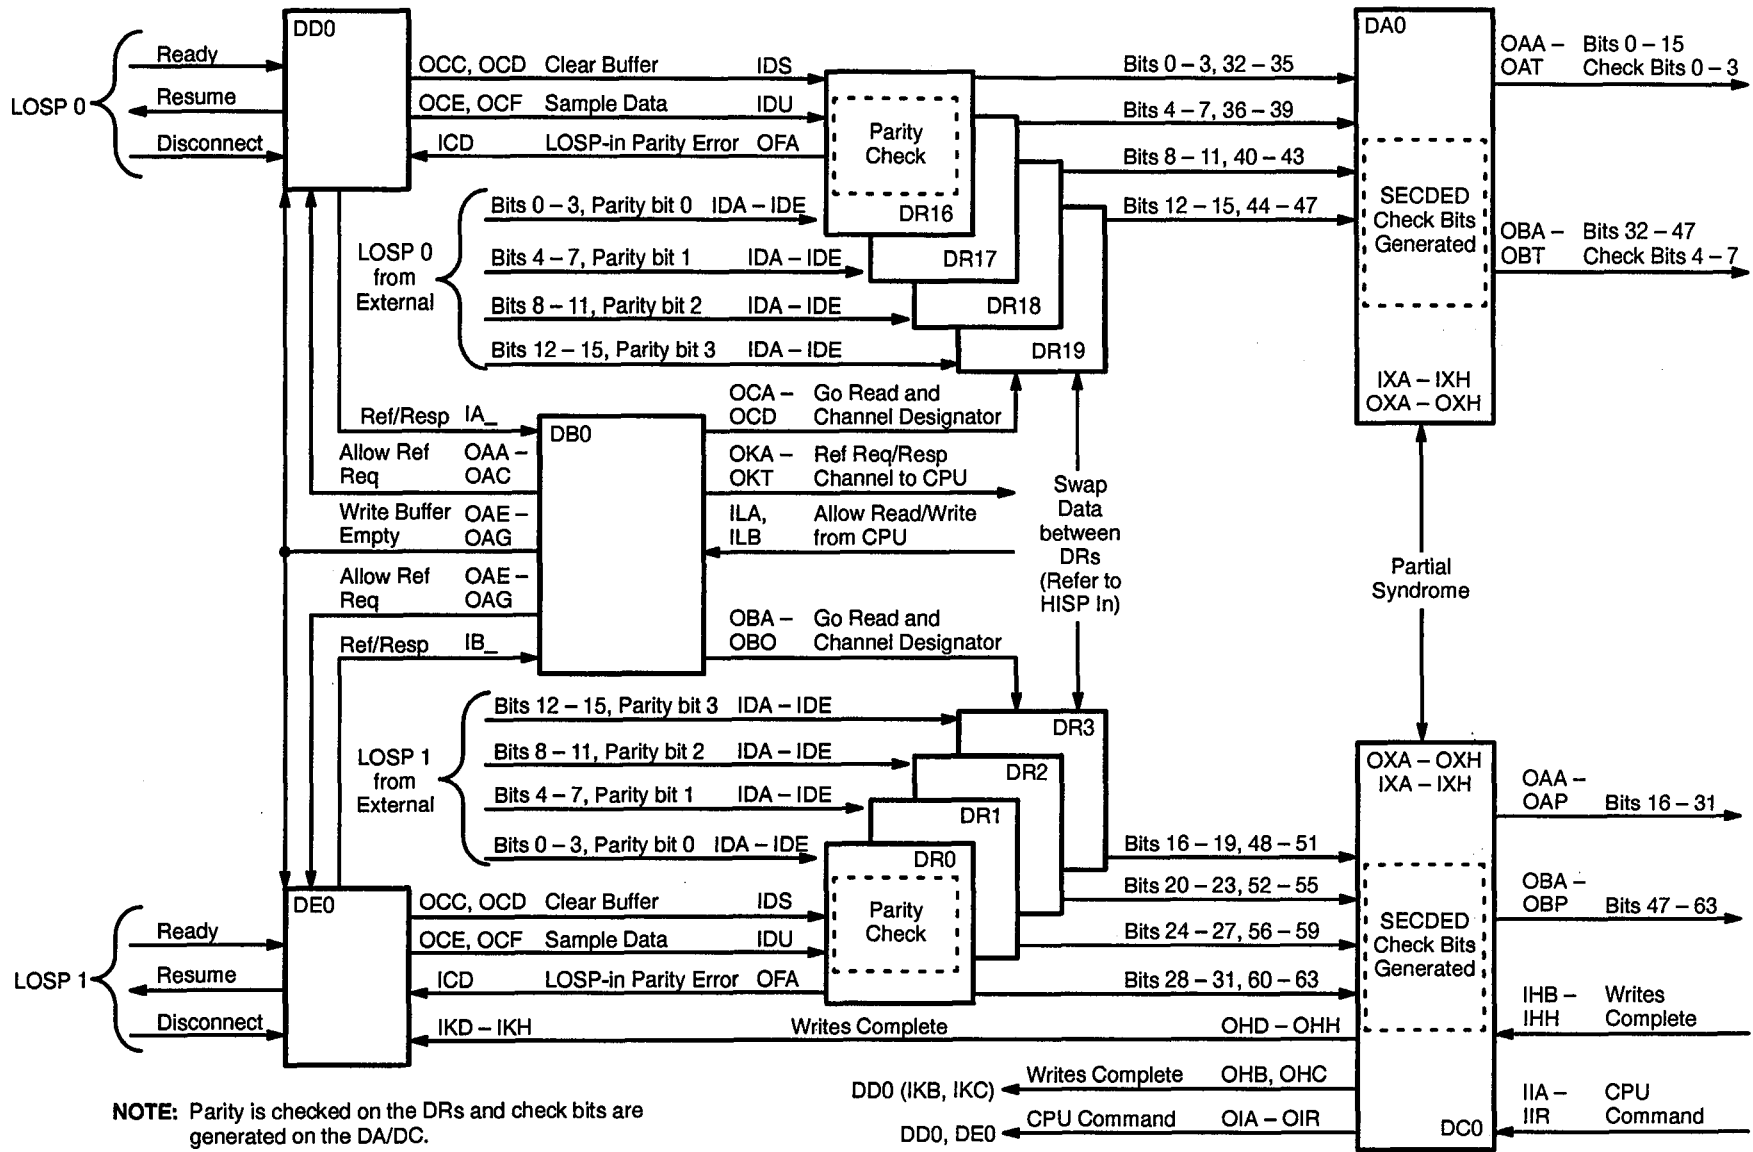 DD0
DA0
LOSP 0
Ready
Resume
Disconnect
OCC, OCD Clear Buffer IDS
OCE, OCF Sample Data IDU
ICD LOSP-in Parity Error OFA
Parity
Check
DR16
DR17
DR18
DR19
Bits 0 – 3, 32 – 35
Bits 4 – 7, 36 – 39
Bits 8 – 11, 40 – 43
Bits 12 – 15, 44 – 47
SECDED
Check Bits
Generated
IXA – IXH
OXA – OXH
OAA – Bits 0 – 15
OAT Check Bits 0 – 3
OBA – Bits 32 – 47
OBT Check Bits 4 – 7
LOSP 0
from
External
Bits 0 – 3, Parity bit 0 IDA – IDE
Bits 4 – 7, Parity bit 1 IDA – IDE
Bits 8 – 11, Parity bit 2 IDA – IDE
Bits 12 – 15, Parity bit 3 IDA – IDE
Ref/Resp IA_
Allow Ref OAA –
Req OAC
Write Buffer OAE –
Empty OAG
Allow Ref OAE –
Req OAG
Ref/Resp IB_
DB0
OCA – Go Read and
OCD Channel Designator
OKA – Ref Req/Resp
OKT Channel to CPU
ILA, Allow Read/Write
ILB from CPU
OBA – Go Read and
OBO Channel Designator
Swap
Data
between
DRs
(Refer to
HISP In)
Partial
Syndrome
LOSP 1
from
External
Bits 12 – 15, Parity bit 3 IDA – IDE
Bits 8 – 11, Parity bit 2 IDA – IDE
Bits 4 – 7, Parity bit 1 IDA – IDE
Bits 0 – 3, Parity bit 0 IDA – IDE
DR3
DR2
DR1
DR0
Parity
Check
Bits 16 – 19, 48 – 51
Bits 20 – 23, 52 – 55
Bits 24 – 27, 56 – 59
Bits 28 – 31, 60 – 63
OXA – OXH
IXA – IXH
SECDED
Check Bits
Generated
DC0
OAA –
OAP Bits 16 – 31
OBA –
OBP Bits 47 – 63
IHB – Writes
IHH Complete
IIA – CPU
IIR Command
DE0
LOSP 1
Ready
Resume
Disconnect
OCC, OCD Clear Buffer IDS
OCE, OCF Sample Data IDU
ICD LOSP-in Parity Error OFA
IKD – IKH Writes Complete OHD – OHH
DD0 (IKB, IKC) Writes Complete OHB, OHC
DD0, DE0 CPU Command OIA – OIR
NOTE: Parity is checked on the DRs and check bits are
generated on the DA/DC.